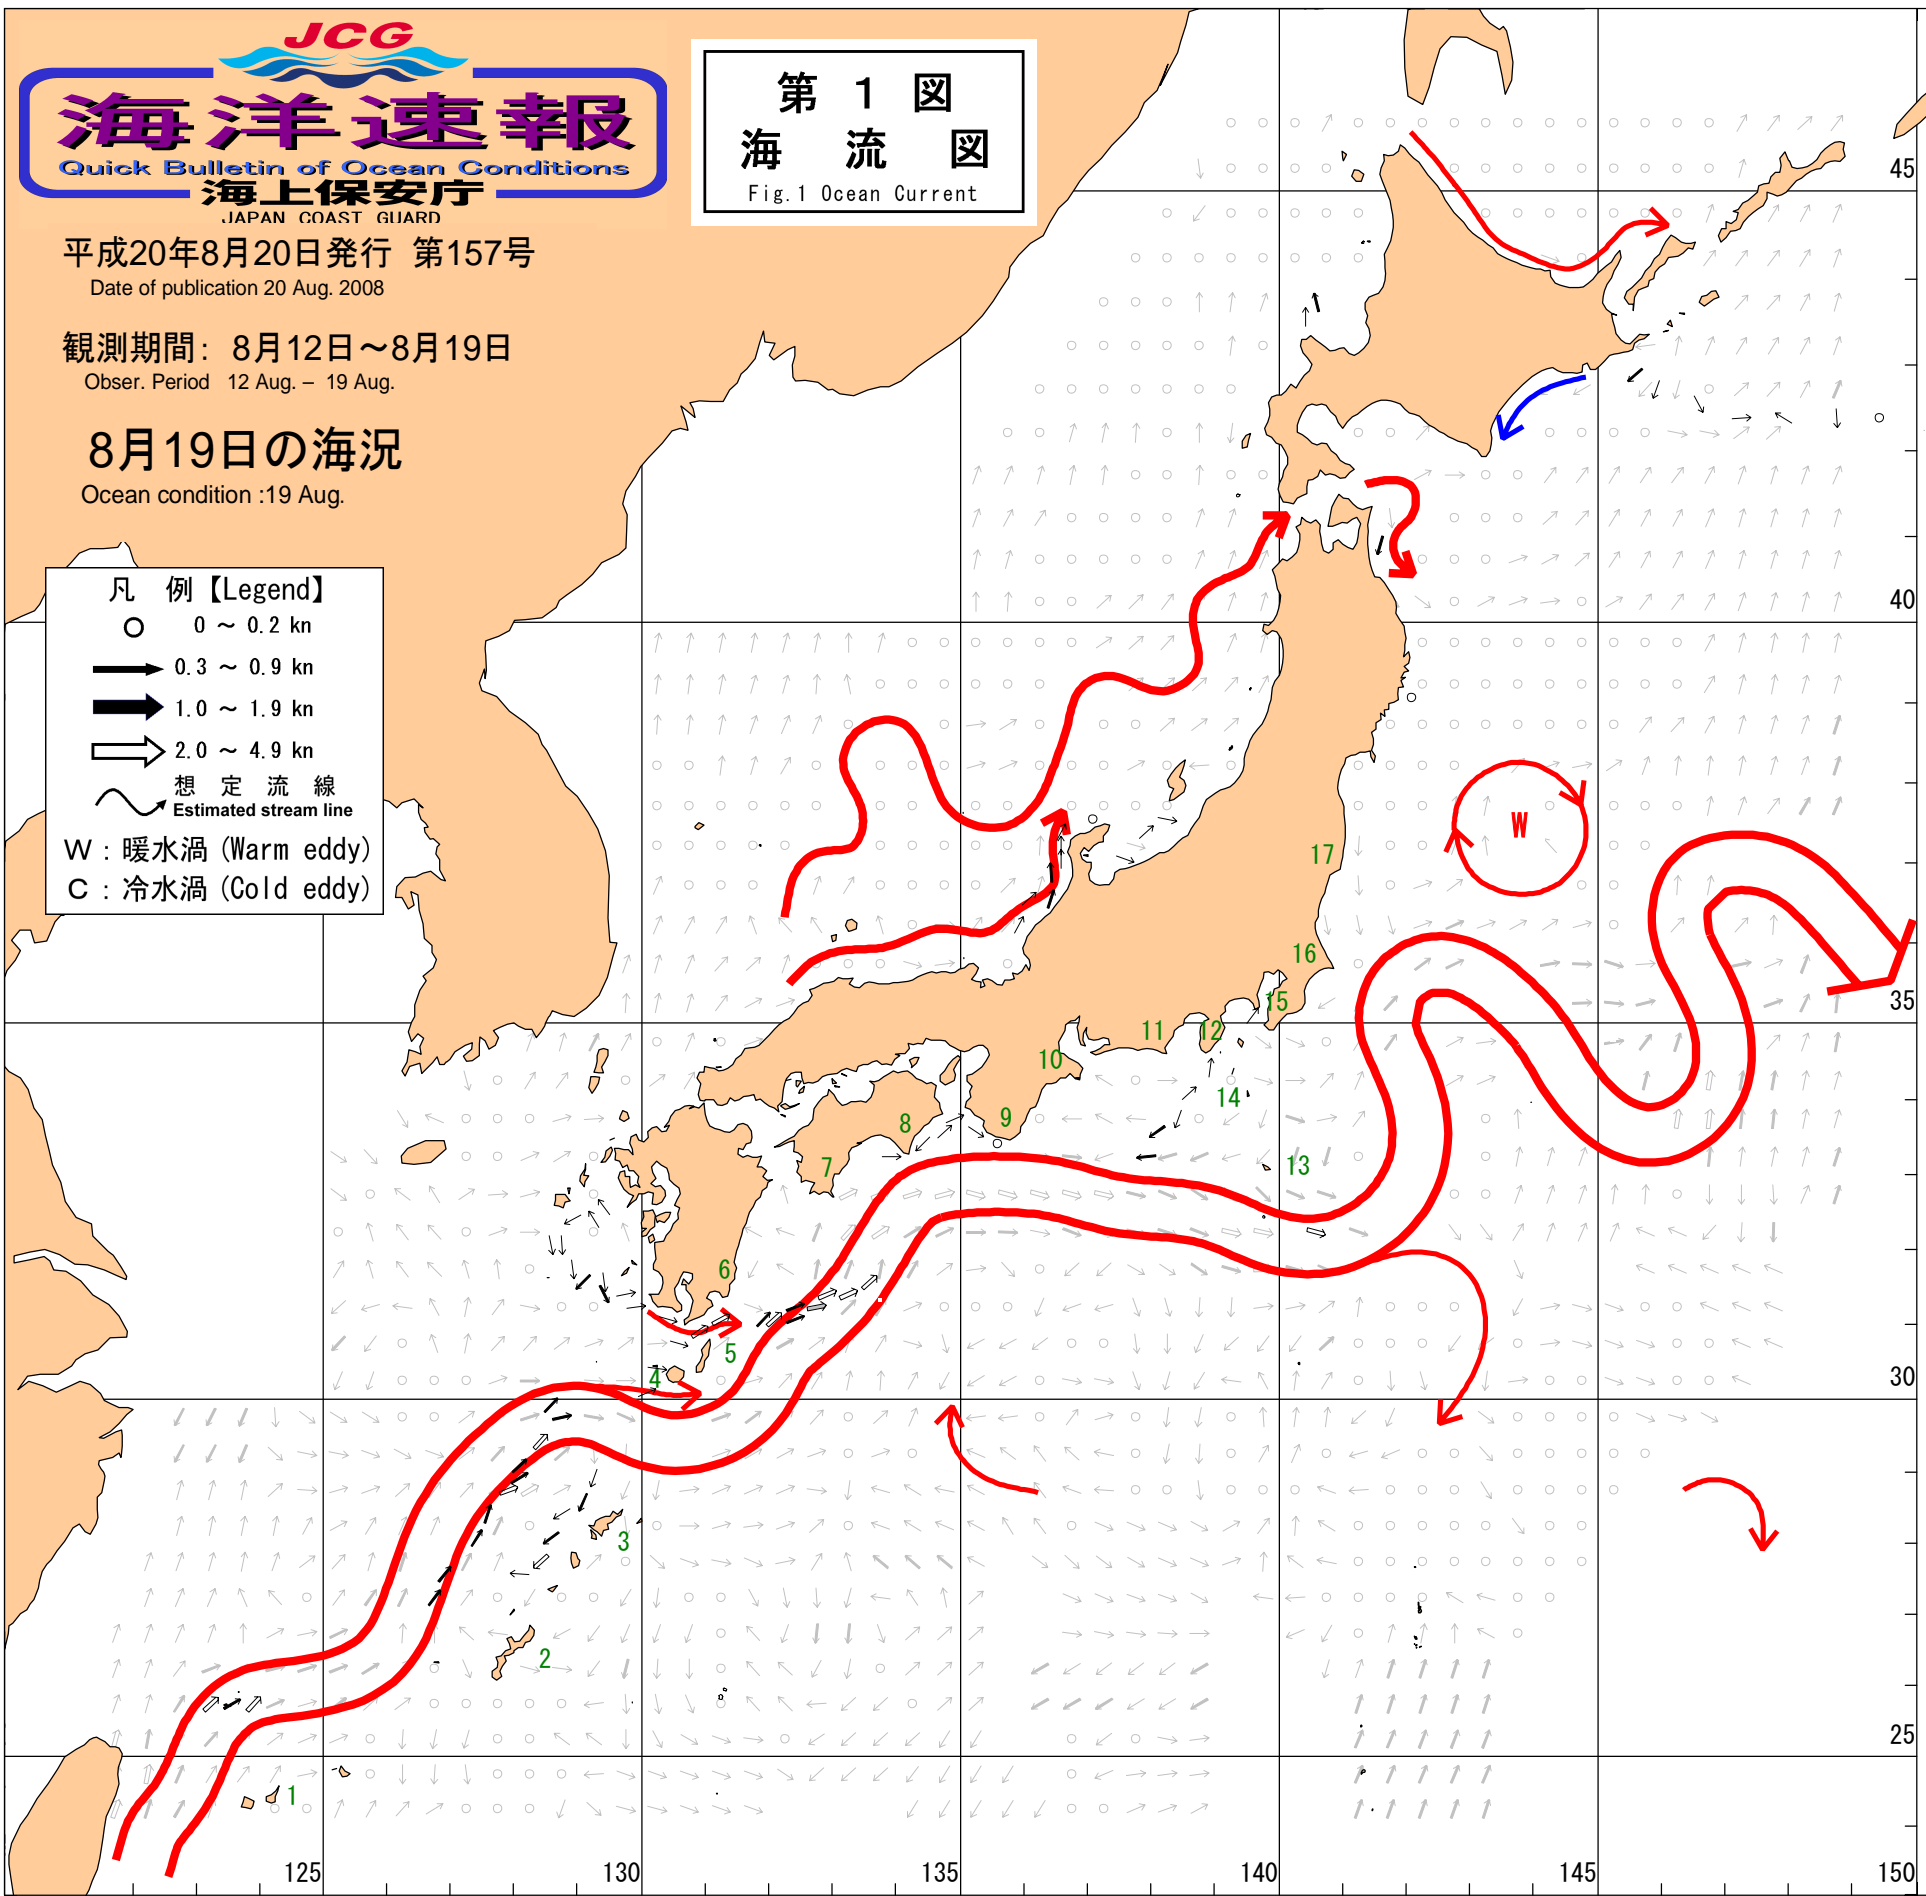 JCG
海洋速報
Quick Bulletin of Ocean Conditions
海上保安庁
JAPAN COAST GUARD
平成20年8月20日発行 第157号
Date of publication 20 Aug. 2008
観測期間: 8月12日～8月19日
Obser. Period 12 Aug. – 19 Aug.
8月19日の海況
Ocean condition :19 Aug.
第 1 図
海 流 図
Fig.1 Ocean Current
凡 例【Legend】
0 ～ 0.2 kn
0.3 ～ 0.9 kn
1.0 ～ 1.9 kn
2.0 ～ 4.9 kn
想 定 流 線
Estimated stream line
W : 暖水渦 (Warm eddy)
C : 冷水渦 (Cold eddy)
45
40
W
17
16
35
15
12
11
10
14
9
8
13
7
6
5
4
30
3
2
25
1
125
130
135
140
145
150